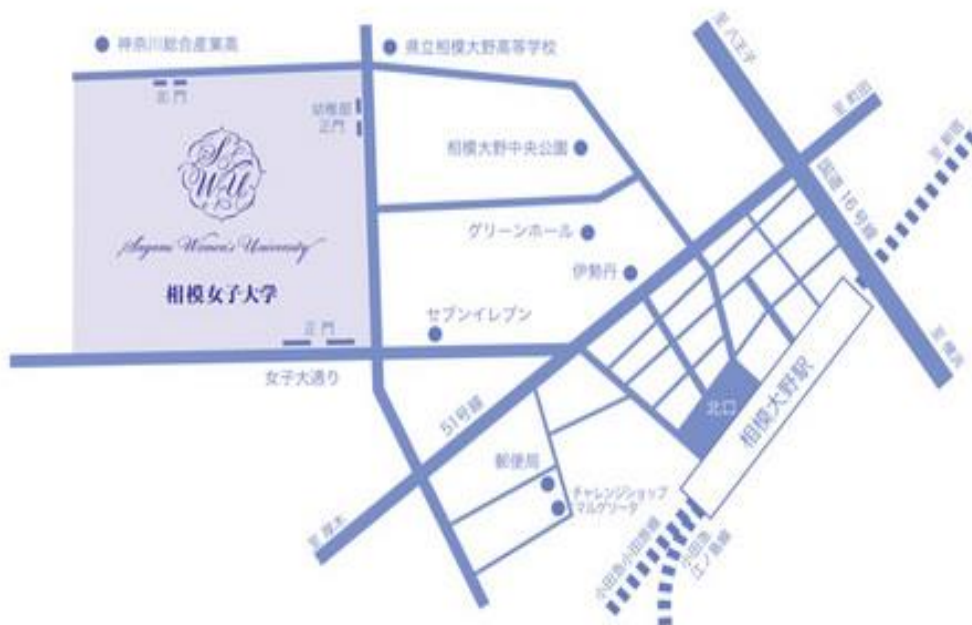 神奈川総合産業高
県立相模大野高等学校
至 八王子
北 門
幼稚部
正門
至 町田
至 新宿
相模大野中央公園
国道 16 号線
SWU
Sagami Women's University
グリーンホール
相模女子大学
伊勢丹
セブンイレブン
正 門
至 横浜
女子大通り
51号線
北口
相模大野駅
郵便局
チャレンジショップ
マルグリータ
至 厚木
小田急小田原線
小田急
江ノ島線